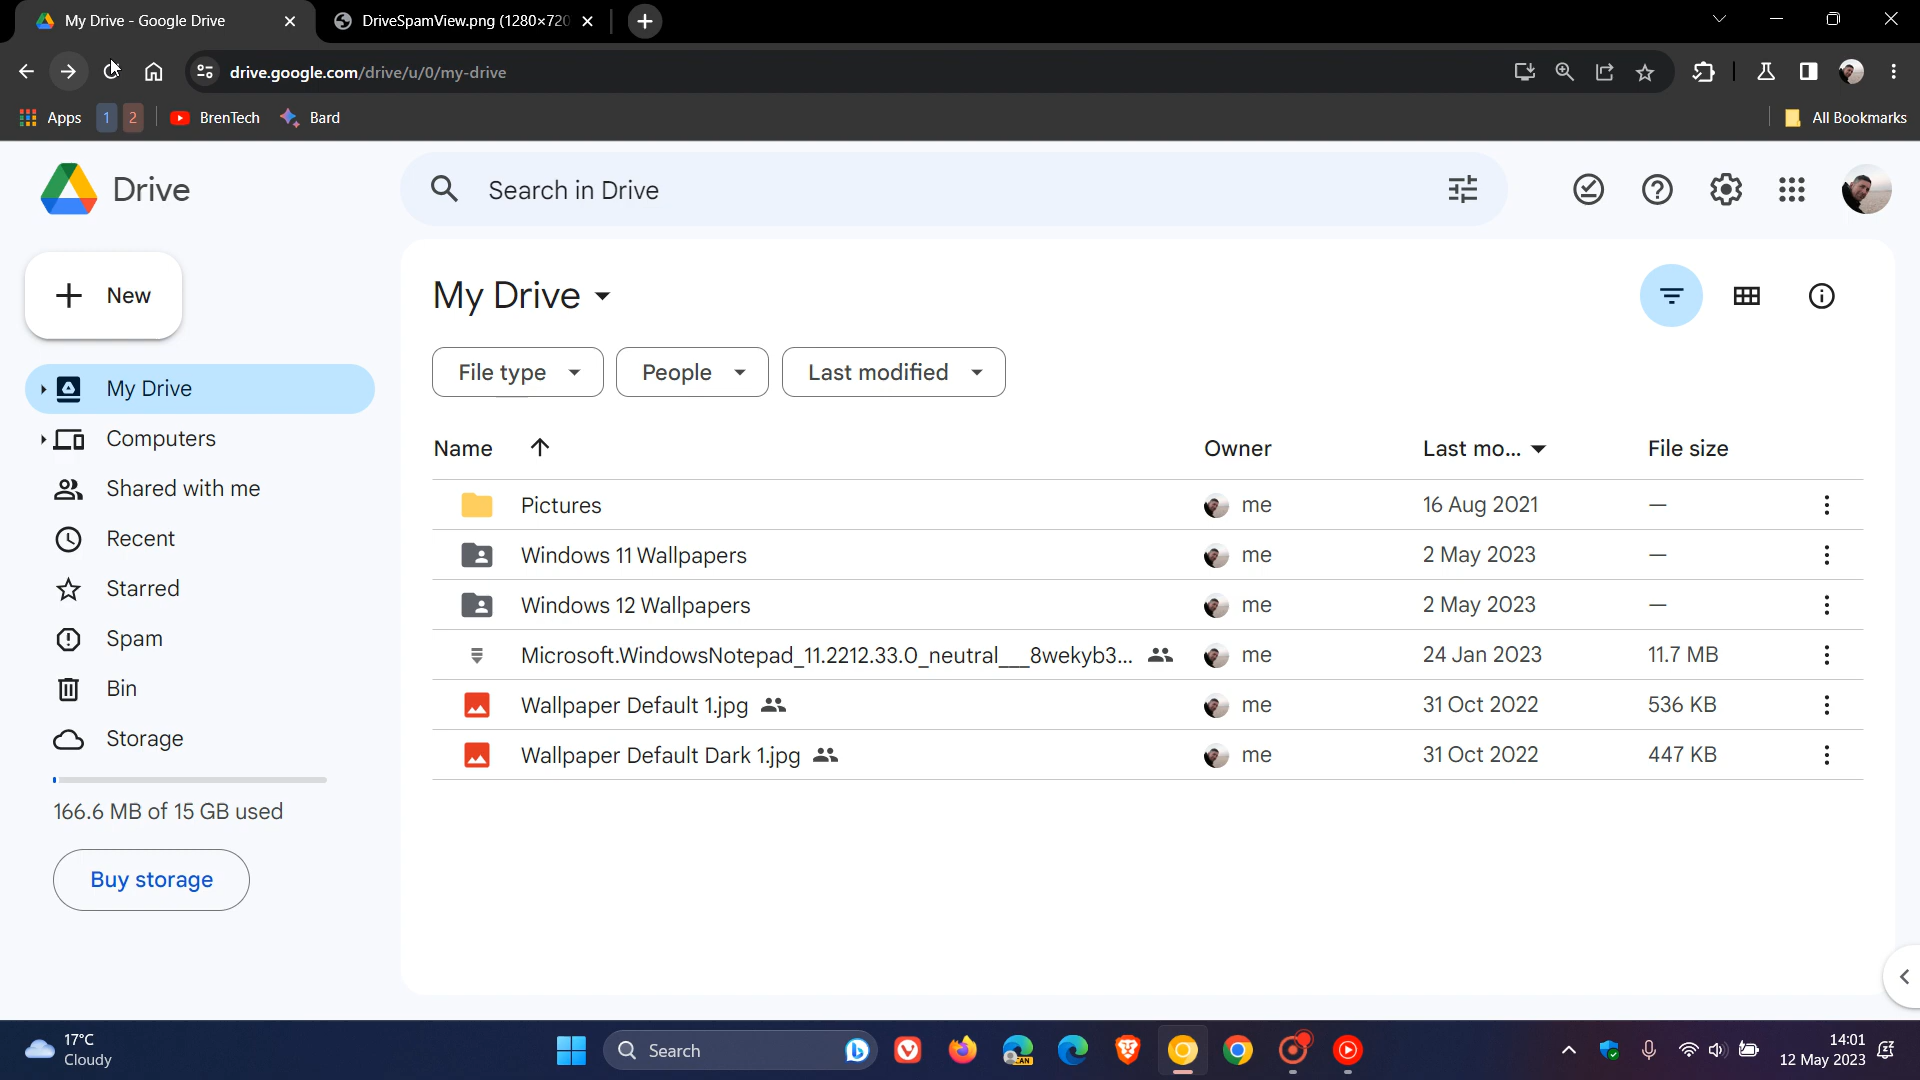 My Drive - Google Drive
DriveSpamView.png (1280×720
drive.google.com/drive/u/0/my-drive
Apps
1
2
BrenTech
Bard
All Bookmarks
Drive
Search in Drive
New
My Drive
Computers
Shared with me
Recent
Starred
Spam
Bin
Storage
166.6 MB of 15 GB used
Buy storage
My Drive
File type
People
Last modified
Name
Owner
Last mo...
File size
Pictures
me
16 Aug 2021
—
Windows 11 Wallpapers
me
2 May 2023
—
Windows 12 Wallpapers
me
2 May 2023
—
Microsoft.WindowsNotepad_11.2212.33.0_neutral___8wekyb3...
me
24 Jan 2023
11.7 MB
Wallpaper Default 1.jpg
me
31 Oct 2022
536 KB
Wallpaper Default Dark 1.jpg
me
31 Oct 2022
447 KB
17°C
Cloudy
Search
CAN
14:01
12 May 2023